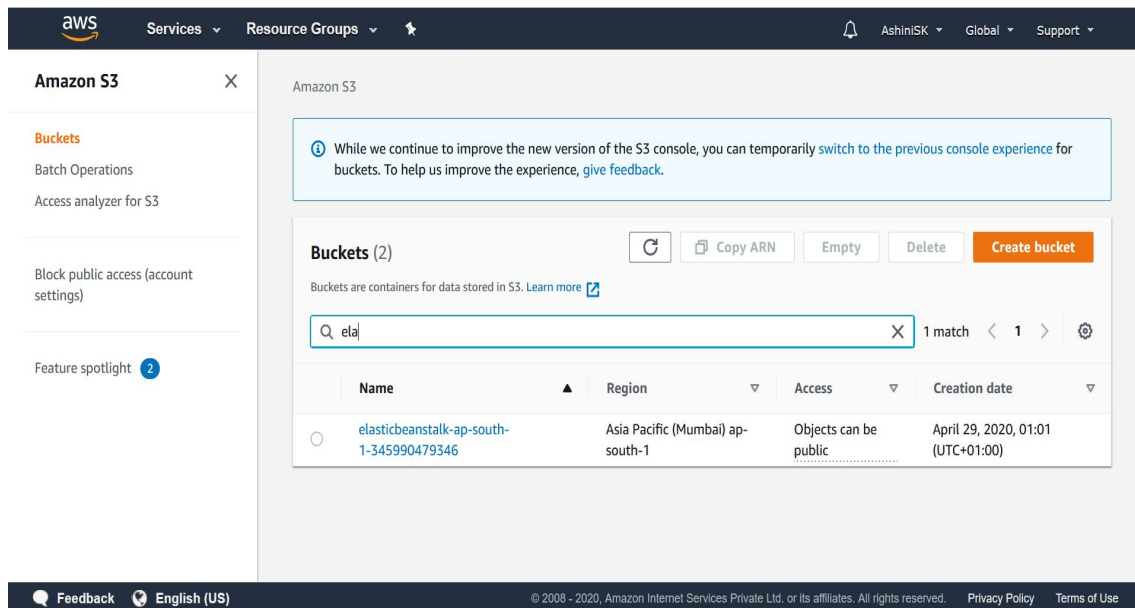 aws Services Resource Groups AshiniSK Global Support
Amazon S3
Buckets
Batch Operations
Access analyzer for S3
Block public access (account
settings)
Feature spotlight 2
Amazon S3
While we continue to improve the new version of the S3 console, you can temporarily switch to the previous console experience for
buckets. To help us improve the experience, give feedback.
Buckets (2)
Copy ARN Empty Delete Create bucket
Buckets are containers for data stored in S3. Learn more
ela 1 match 1
Name Region Access Creation date
elasticbeanstalk-ap-south- Asia Pacific (Mumbai) ap- Objects can be April 29, 2020, 01:01
1-345990479346 south-1 public (UTC+01:00)
Feedback English (US) © 2008 - 2020, Amazon Internet Services Private Ltd. or its affiliates. All rights reserved. Privacy Policy Terms of Use